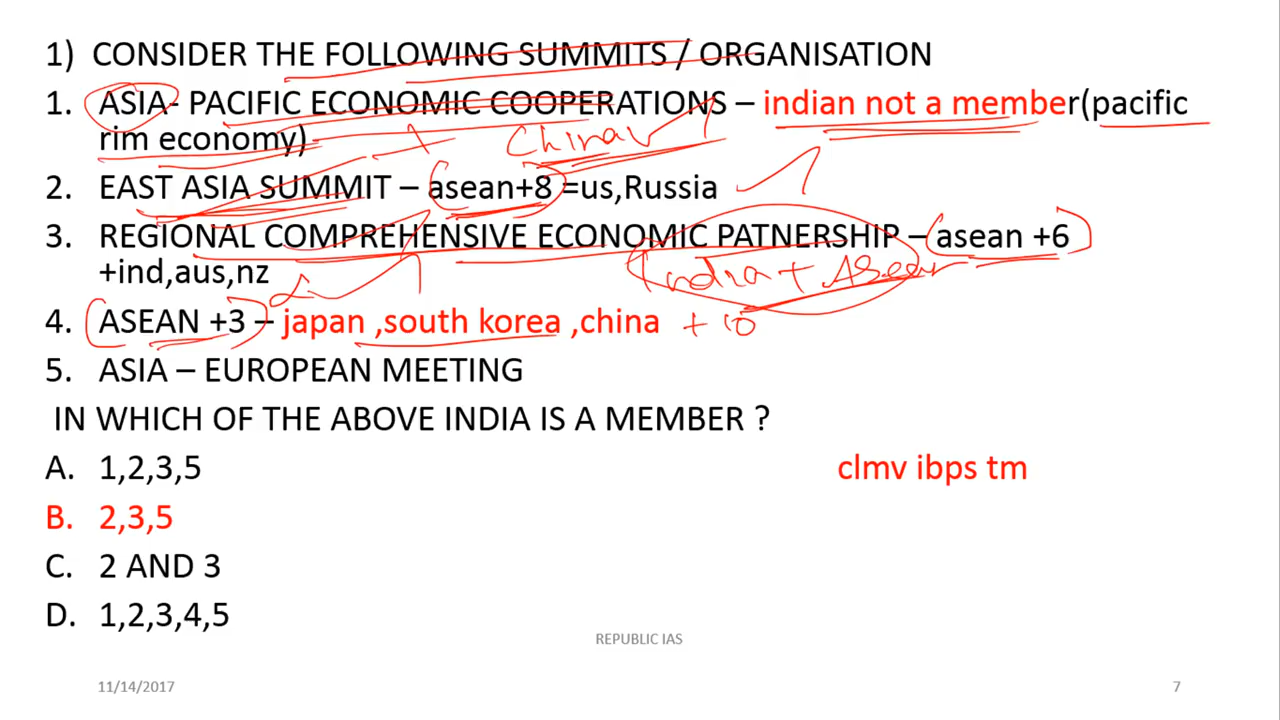 1) CONSIDER THE FOLLOWING SUMMITS / ORGANISATION
1. ASIA- PACIFIC ECONOMIC COOPERATIONS – indian not a member(pacific
rim economy)
China
2. EAST ASIA SUMMIT – asean+8 =us,Russia
3. REGIONAL COMPREHENSIVE ECONOMIC PATNERSHIP – asean +6
+ind,aus,nz
India + Asean
4. ASEAN +3 – japan ,south korea ,china + 10
5. ASIA – EUROPEAN MEETING
IN WHICH OF THE ABOVE INDIA IS A MEMBER ?
A. 1,2,3,5
clmv ibps tm
B. 2,3,5
C. 2 AND 3
D. 1,2,3,4,5
REPUBLIC IAS
11/14/2017
7